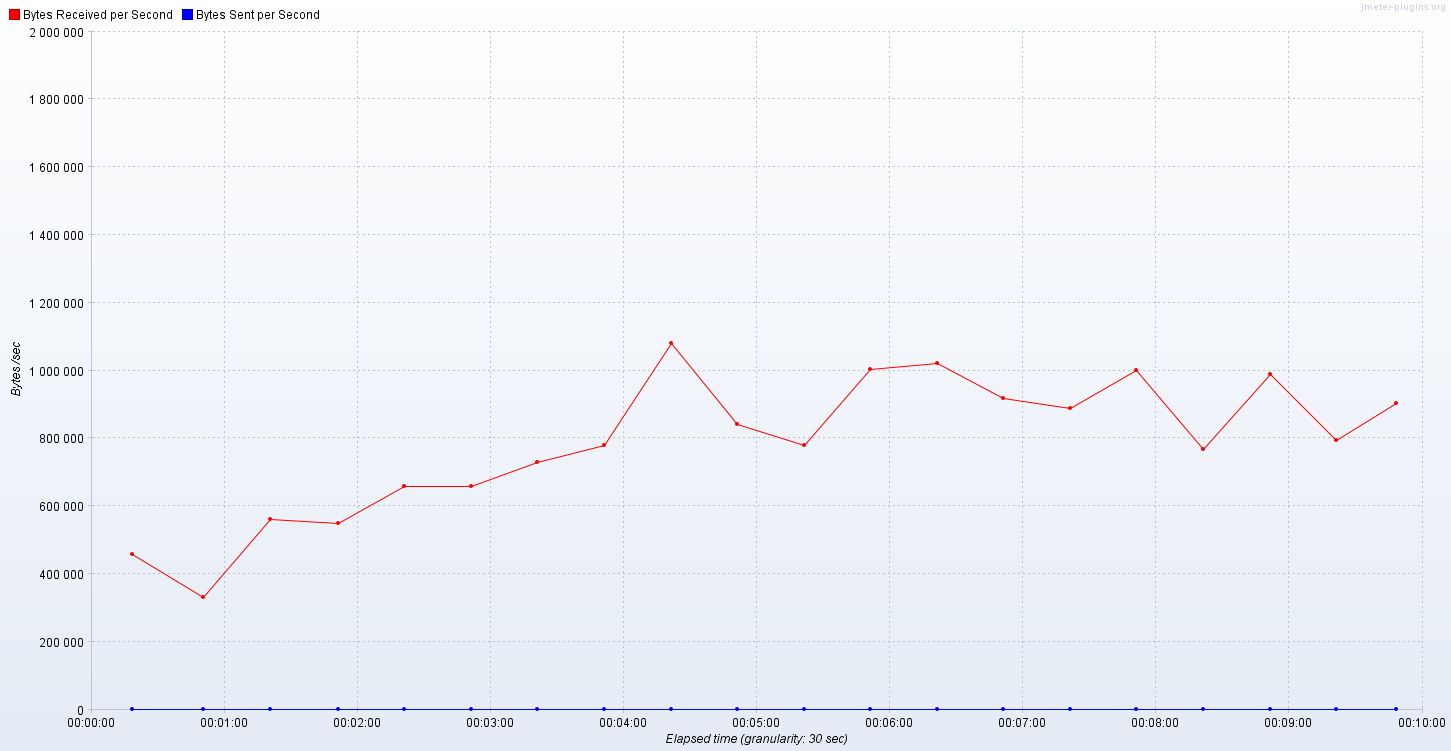 Bytes Received per Second Bytes Sent per Second
jmeter-plugins.org
2 000 000
1 800 000
1 600 000
1 400 000
1 200 000
1 000 000
800 000
600 000
400 000
200 000
0
Bytes /sec
00:00:00 00:01:00 00:02:00 00:03:00 00:04:00 00:05:00 00:06:00 00:07:00 00:08:00 00:09:00 00:10:00
Elapsed time (granularity: 30 sec)